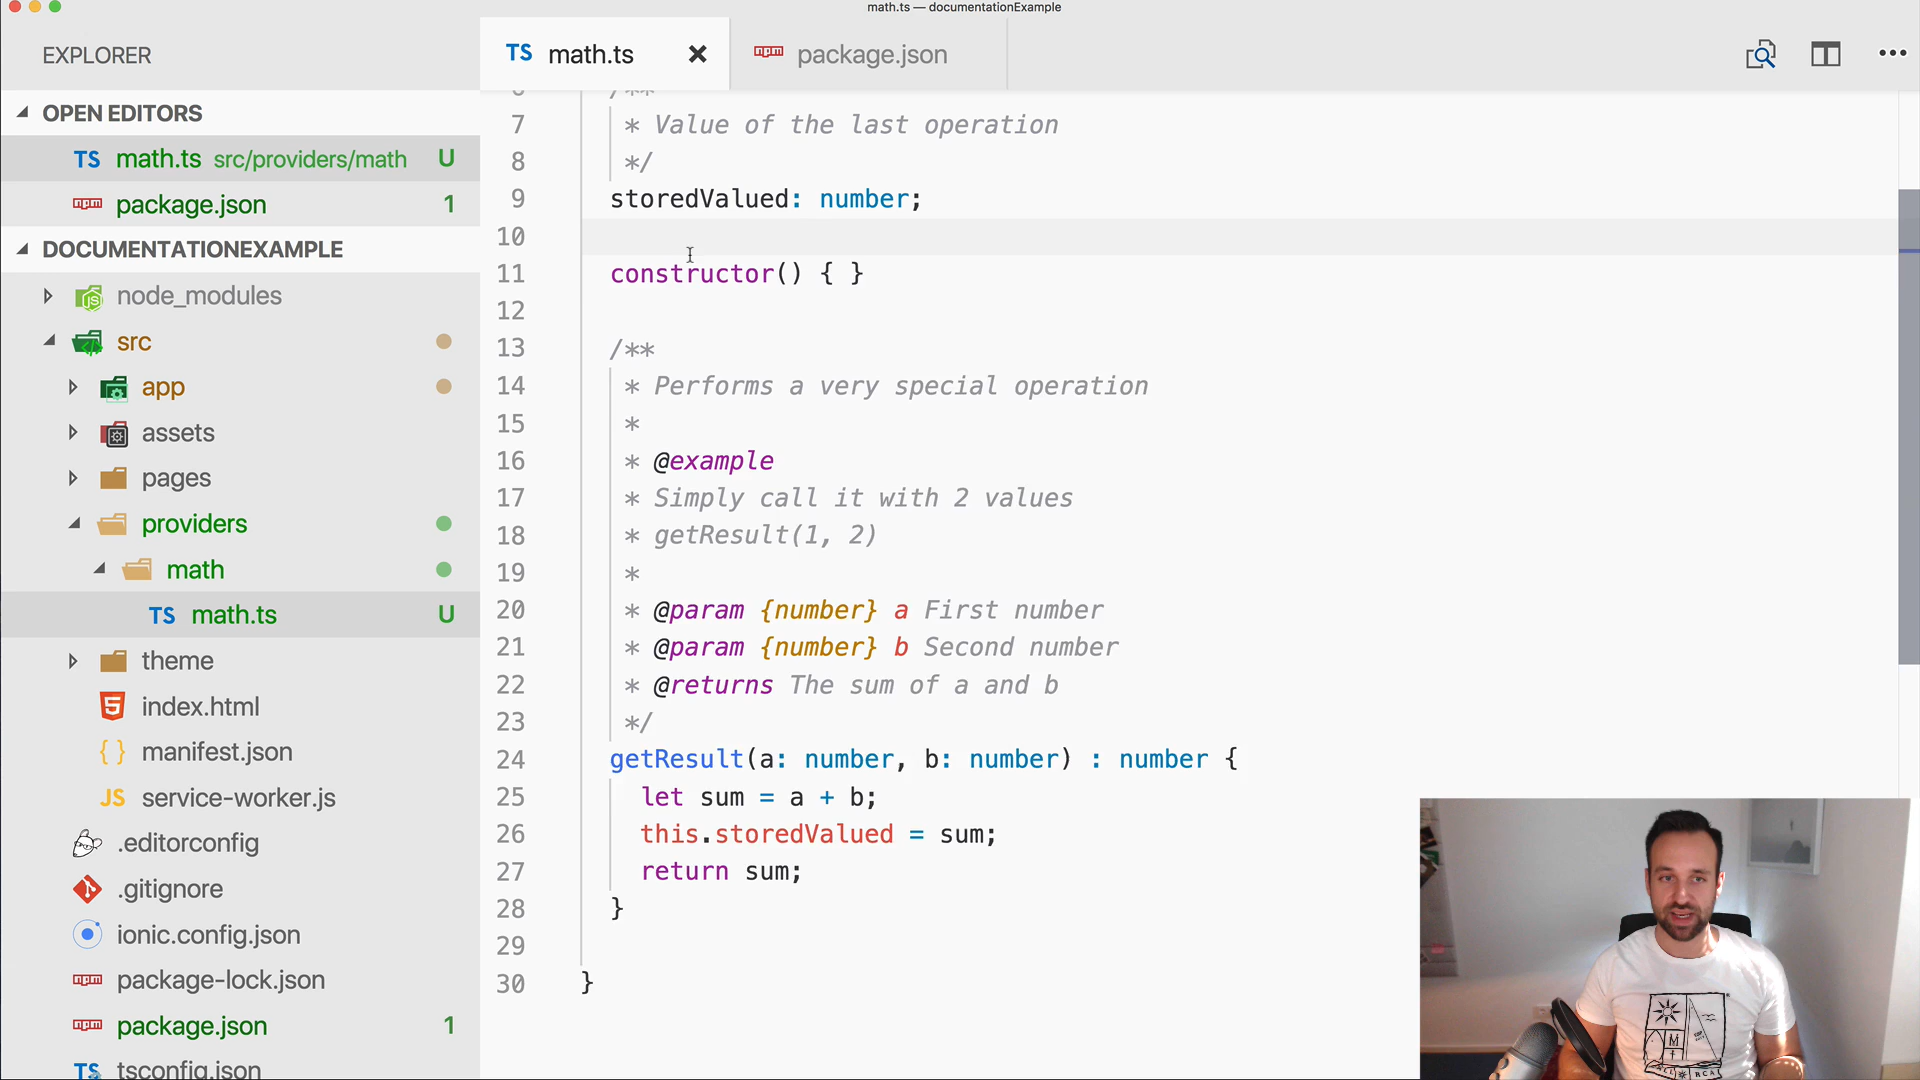 math.ts — documentationExample
EXPLORER
TS math.ts
package.json
OPEN EDITORS
TS math.ts src/providers/math U
package.json 1
DOCUMENTATIONEXAMPLE
node_modules
src
app
assets
pages
providers
math
TS math.ts U
theme
index.html
manifest.json
JS service-worker.js
.editorconfig
.gitignore
ionic.config.json
package-lock.json
package.json 1
TS tsconfig.json
6 /**
7 * Value of the last operation
8 */
9 storedValued: number;
10
11 constructor() { }
12
13 /**
14 * Performs a very special operation
15 *
16 * @example
17 * Simply call it with 2 values
18 * getResult(1, 2)
19 *
20 * @param {number} a First number
21 * @param {number} b Second number
22 * @returns The sum of a and b
23 */
24 getResult(a: number, b: number) : number {
25 let sum = a + b;
26 this.storedValued = sum;
27 return sum;
28 }
29
30 }